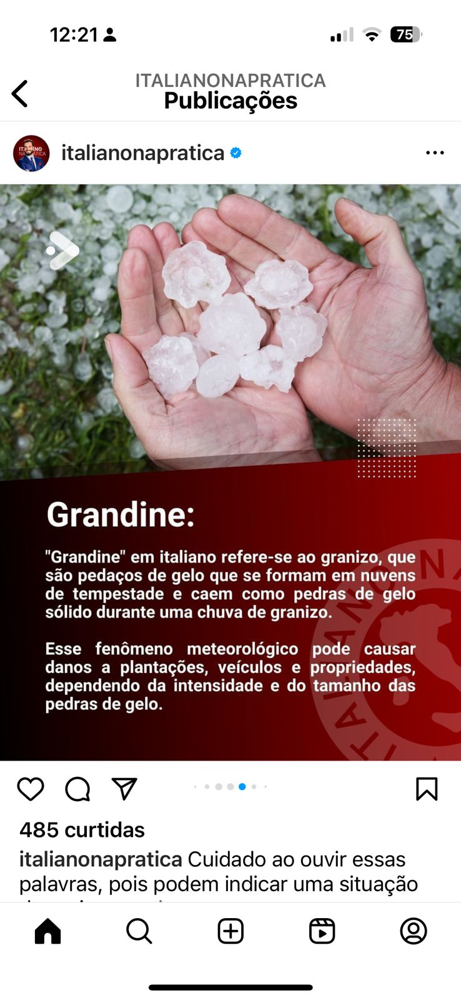 12:21
75
ITALIANONAPRATICA
Publicações
italianonapratica
Grandine:
"Grandine" em italiano refere-se ao granizo, que
são pedaços de gelo que se formam em nuvens
de tempestade e caem como pedras de gelo
sólido durante uma chuva de granizo.
Esse fenômeno meteorológico pode causar
danos a plantações, veículos e propriedades,
dependendo da intensidade e do tamanho das
pedras de gelo.
485 curtidas
italianonapratica Cuidado ao ouvir essas
palavras, pois podem indicar uma situação